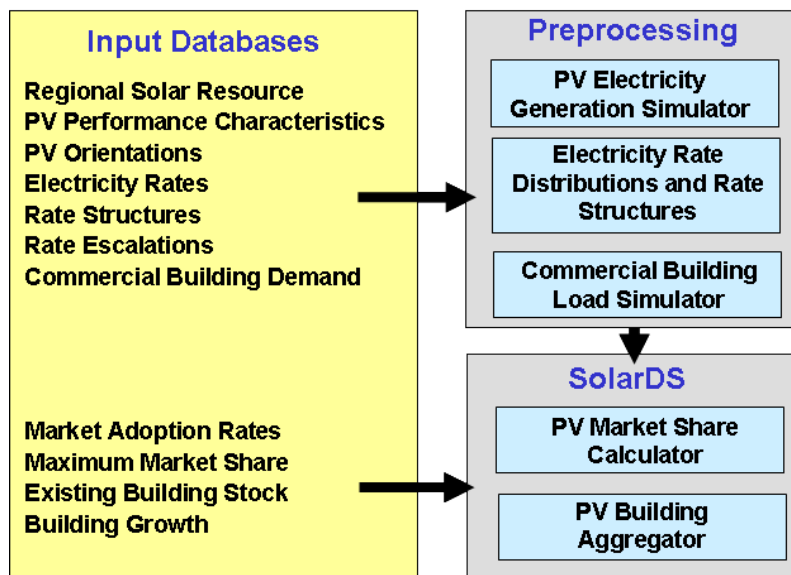 Input Databases
Regional Solar Resource
PV Performance Characteristics
PV Orientations
Electricity Rates
Rate Structures
Rate Escalations
Commercial Building Demand
Market Adoption Rates
Maximum Market Share
Existing Building Stock
Building Growth
Preprocessing
PV Electricity
Generation Simulator
Electricity Rate
Distributions and Rate
Structures
Commercial Building
Load Simulator
SolarDS
PV Market Share
Calculator
PV Building
Aggregator